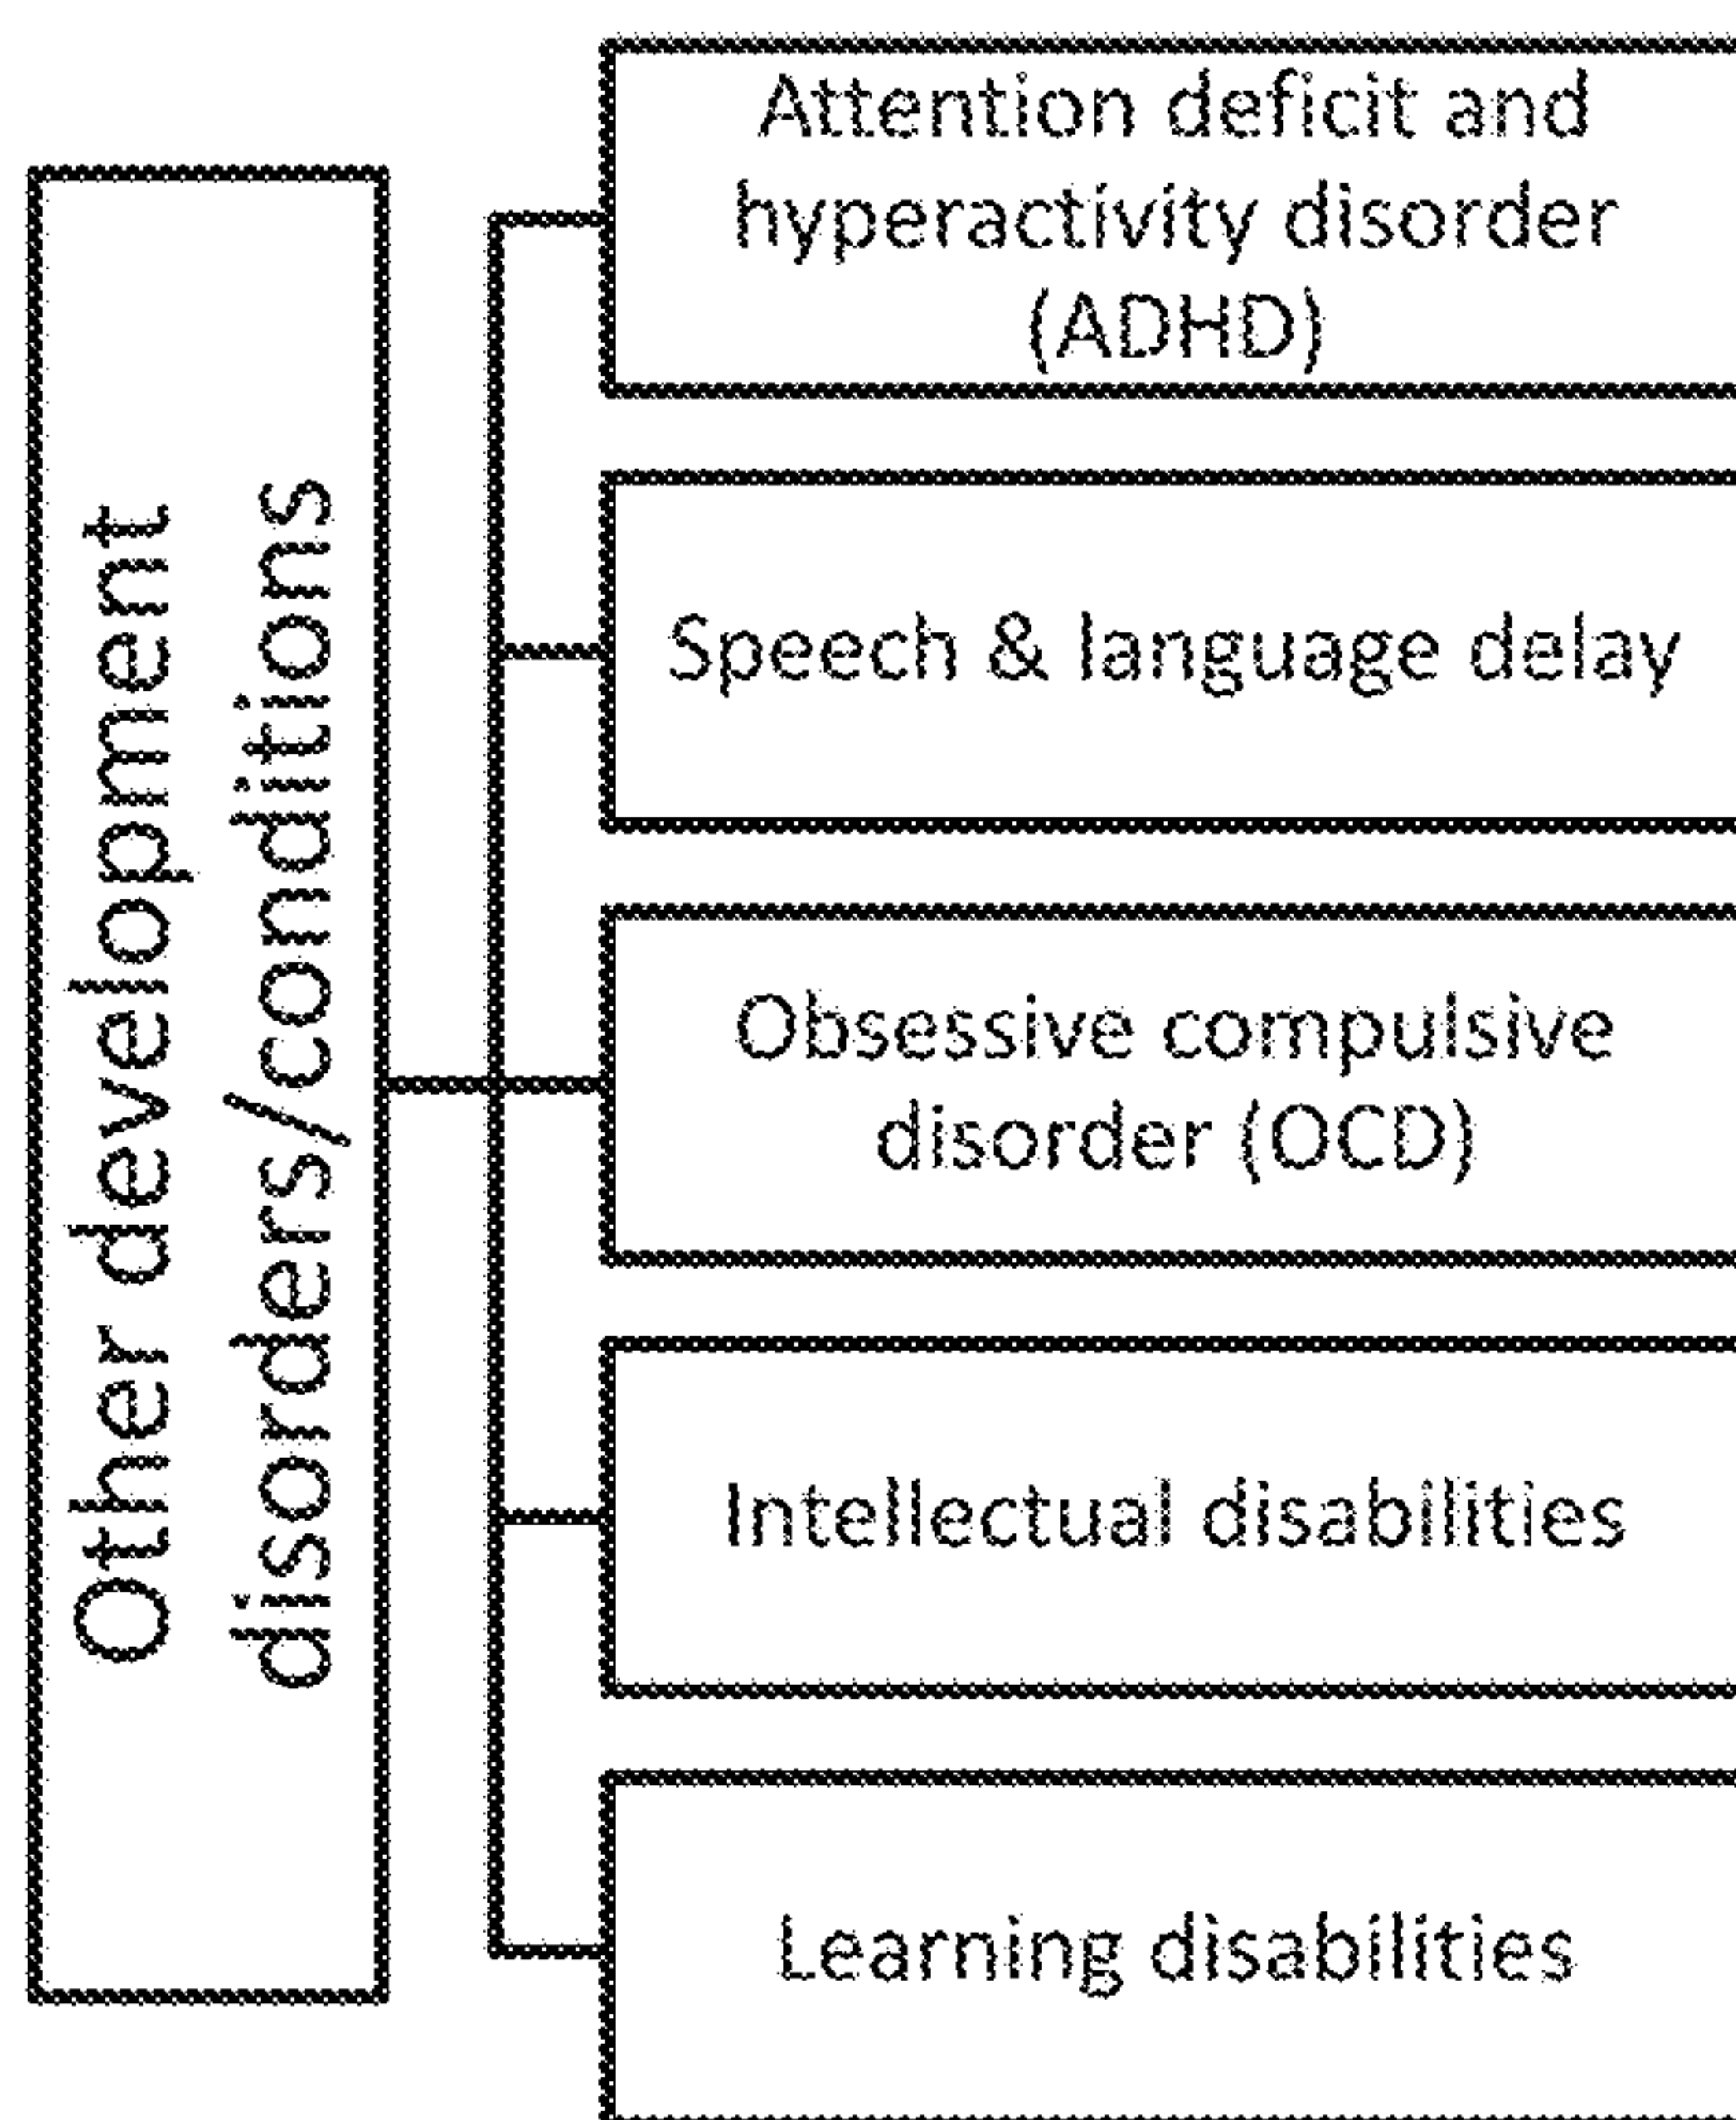 Other development
disorders/conditions
Attention deficit and
hyperactivity disorder
(ADHD)
Speech & language delay
Obsessive compulsive
disorder (OCD)
Intellectual disabilities
Learning disabilities